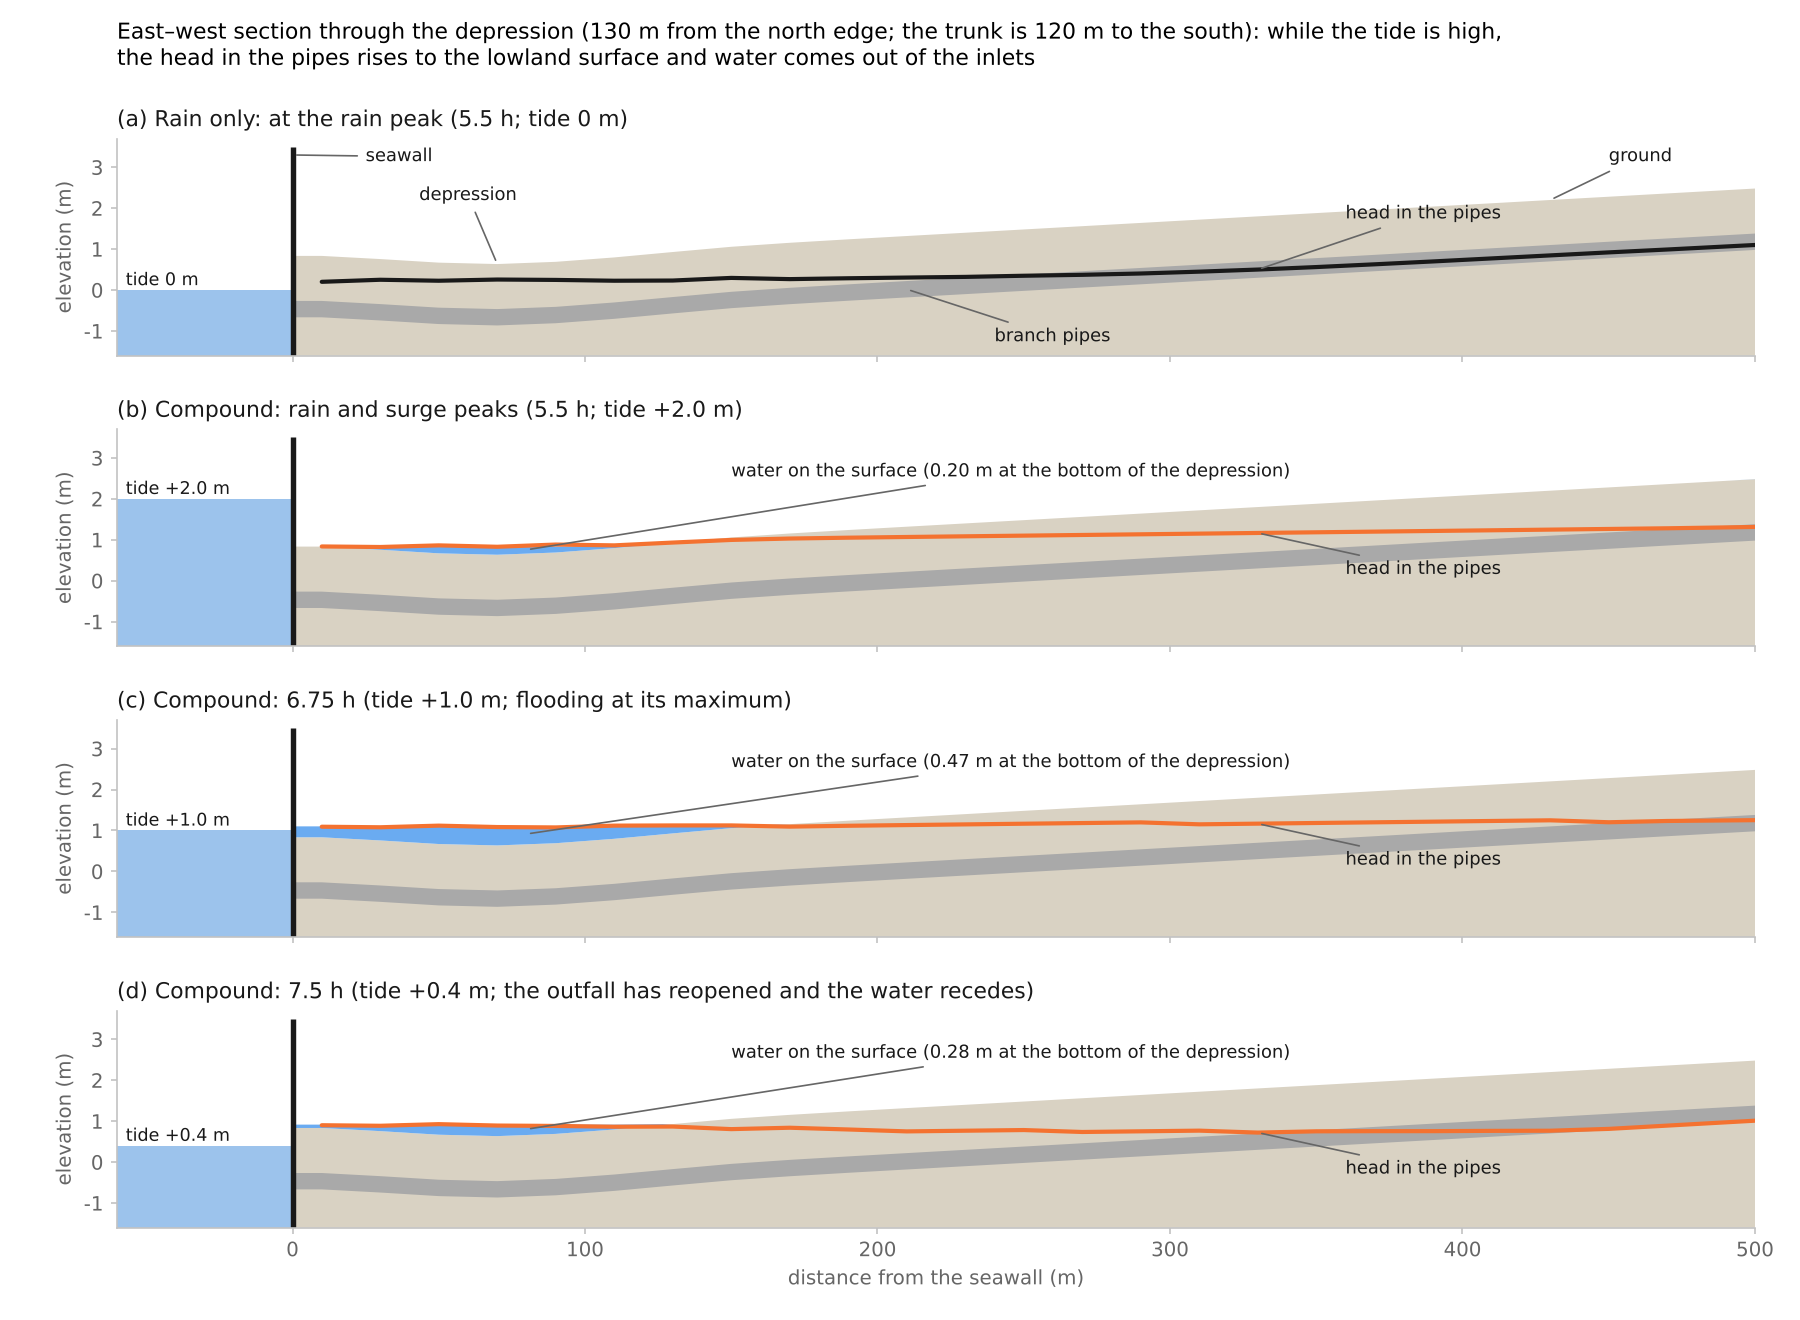 East–west section through the depression (130 m from the north edge; the trunk is 120 m to the south): while the tide is high,
the head in the pipes rises to the lowland surface and water comes out of the inlets
(a) Rain only: at the rain peak (5.5 h; tide 0 m)
seawall
ground
depression
head in the pipes
tide 0 m
branch pipes
elevation (m)
3
2
1
0
-1
(b) Compound: rain and surge peaks (5.5 h; tide +2.0 m)
water on the surface (0.20 m at the bottom of the depression)
tide +2.0 m
head in the pipes
elevation (m)
3
2
1
0
-1
(c) Compound: 6.75 h (tide +1.0 m; flooding at its maximum)
water on the surface (0.47 m at the bottom of the depression)
tide +1.0 m
head in the pipes
elevation (m)
3
2
1
0
-1
(d) Compound: 7.5 h (tide +0.4 m; the outfall has reopened and the water recedes)
water on the surface (0.28 m at the bottom of the depression)
tide +0.4 m
head in the pipes
elevation (m)
3
2
1
0
-1
0 100 200 300 400 500
distance from the seawall (m)